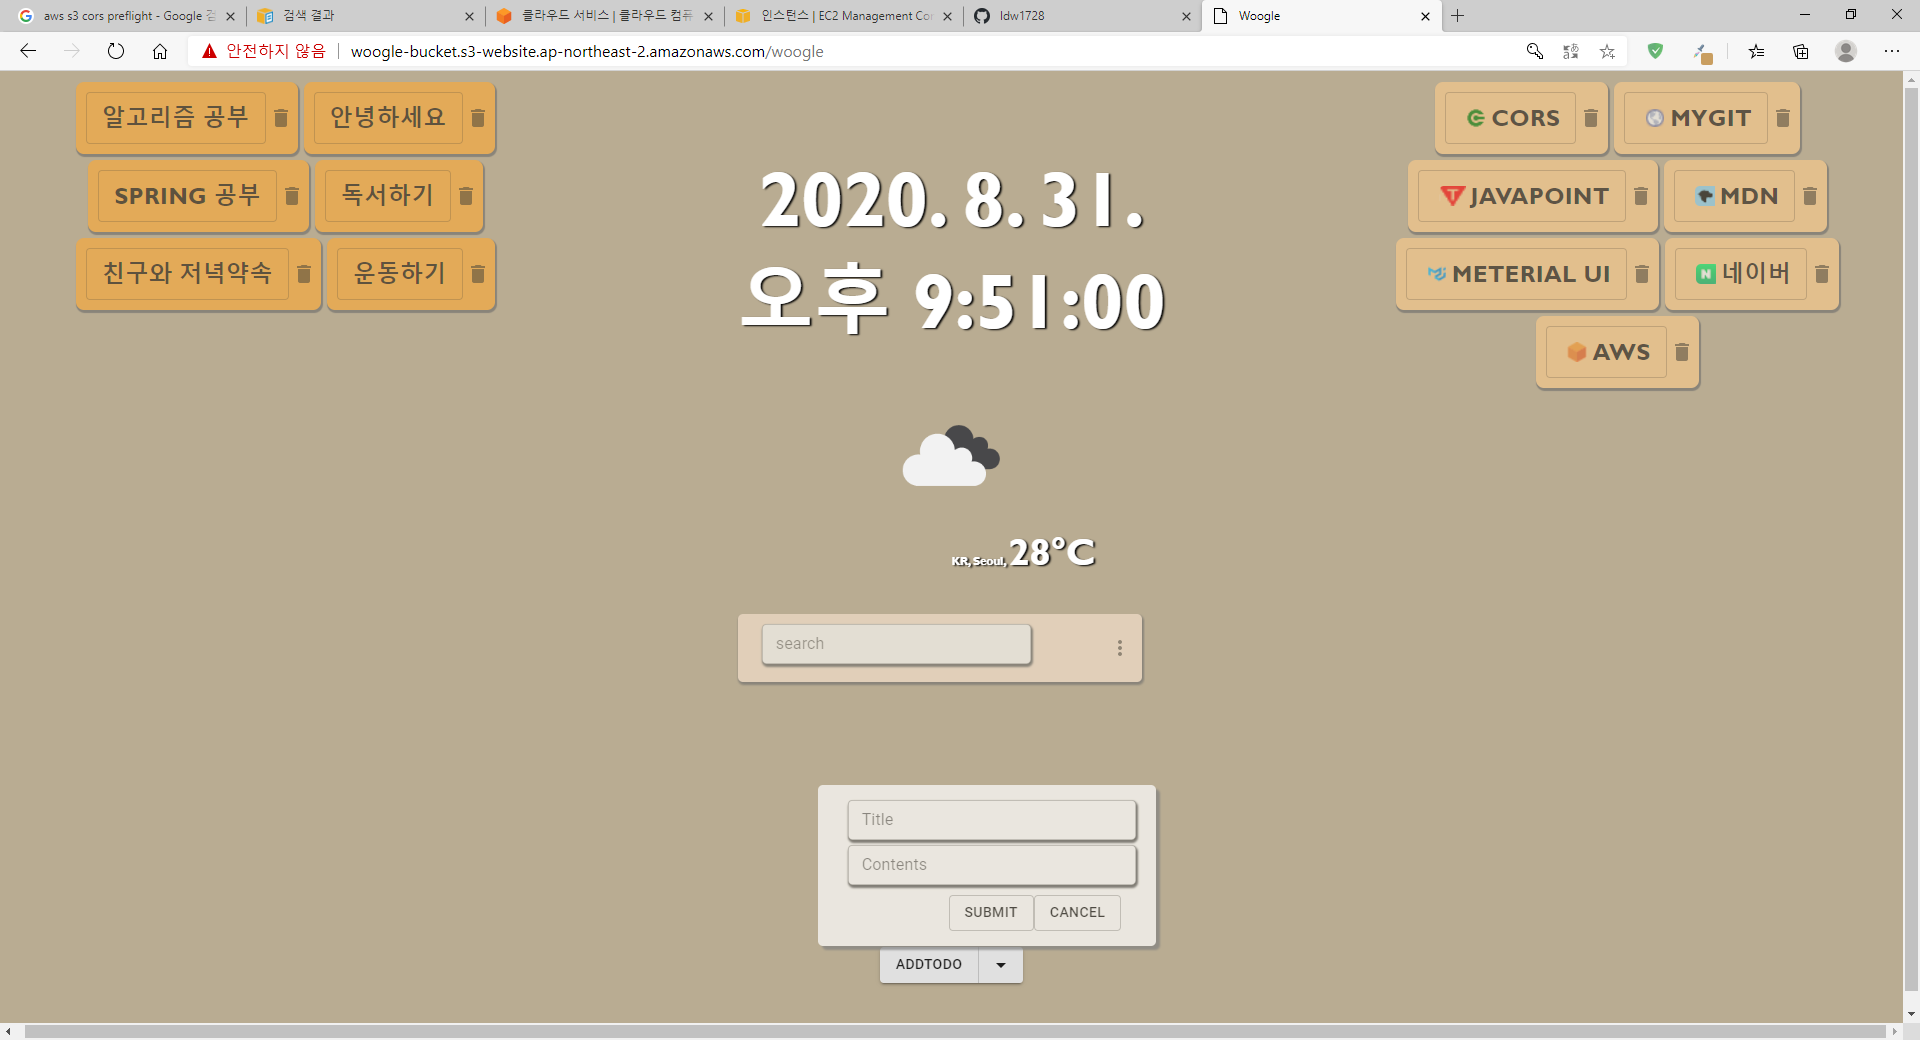 aws s3 cors preflight - Google
검색 결과
클라우드 서비스 | 클라우드 컴퓨
인스턴스 | EC2 Management Con
ldw1728
Woogle
안전하지 않음
woogle-bucket.s3-website.ap-northeast-2.amazonaws.com/woogle
알고리즘 공부
안녕하세요
SPRING 공부
독서하기
친구와 저녁약속
운동하기
CORS
MYGIT
JAVAPOINT
MDN
METERIAL UI
네이버
AWS
2020. 8. 31.
오후 9:51:00
KR, Seoul, 28°C
search
Title
Contents
SUBMIT
CANCEL
ADDTODO